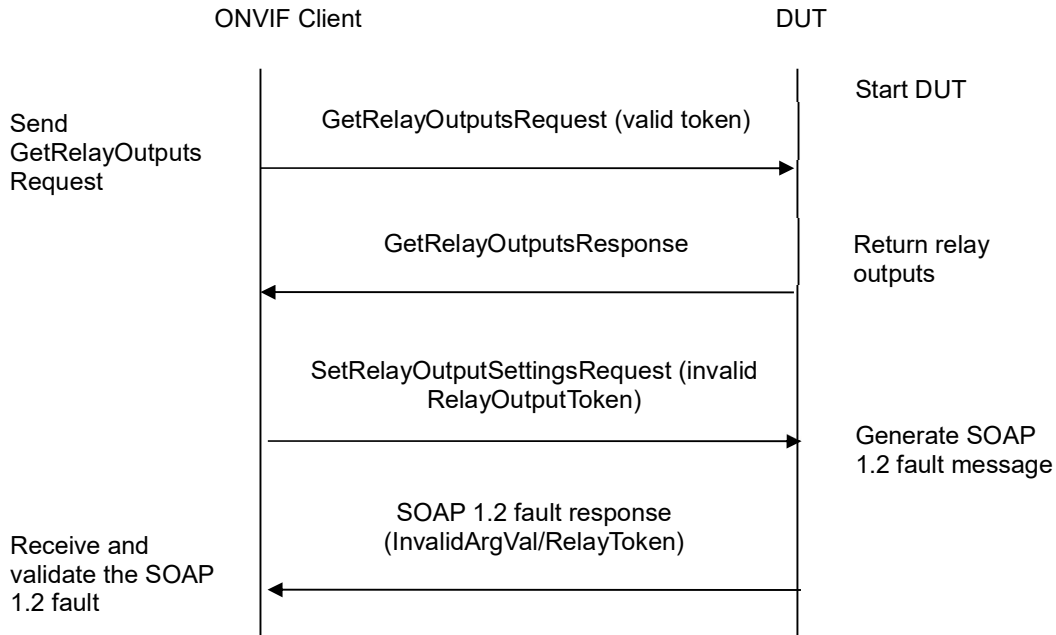 ONVIF Client
DUT
Start DUT
Send
GetRelayOutputs
Request
GetRelayOutputsRequest (valid token)
GetRelayOutputsResponse
Return relay
outputs
SetRelayOutputSettingsRequest (invalid
RelayOutputToken)
Generate SOAP
1.2 fault message
SOAP 1.2 fault response
(InvalidArgVal/RelayToken)
Receive and
validate the SOAP
1.2 fault